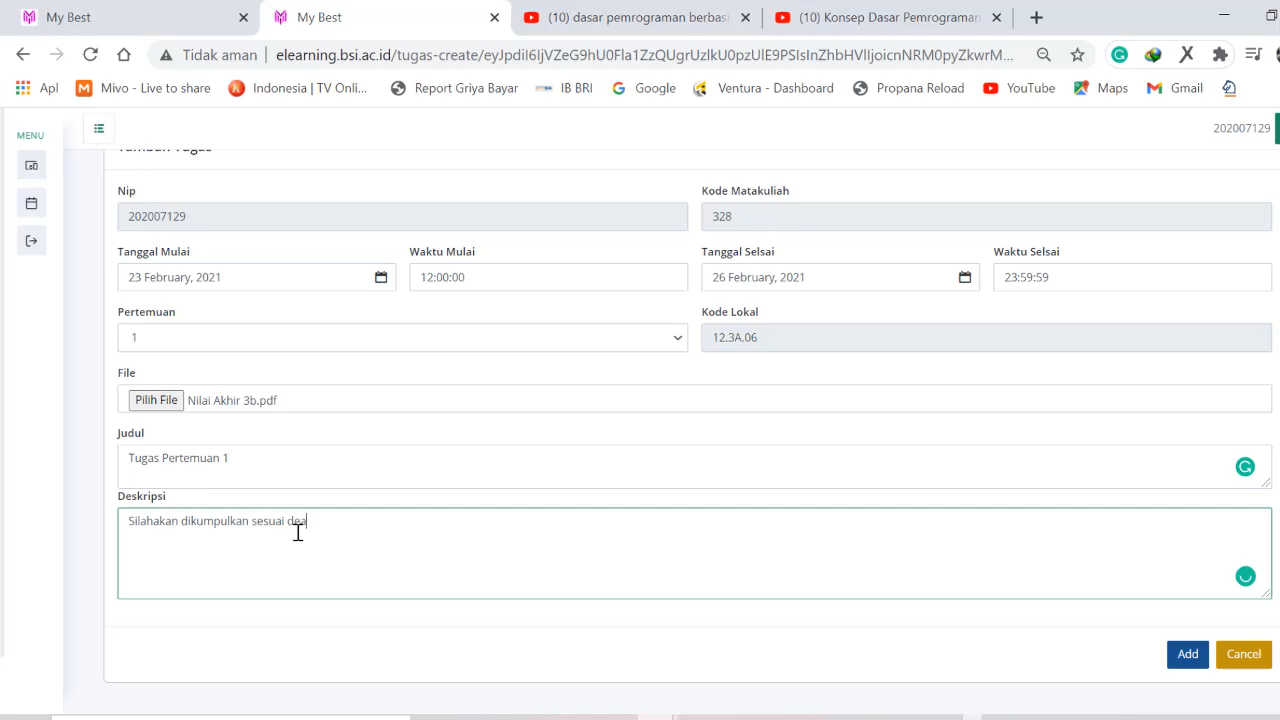 My Best
My Best
(10) dasar pemrograman berbasi
(10) Konsep Dasar Pemrograman
Tidak aman
elearning.bsi.ac.id/tugas-create/eyJpdiI6IjVZeG9hU0Fla1ZzQUgrUzlkU0pzUlE9PSIsInZhbHVlIjoicnNRM0pyZkwrM...
Apl
Mivo - Live to share
Indonesia | TV Onli...
Report Griya Bayar
IB BRI
Google
Ventura - Dashboard
Propana Reload
YouTube
Maps
Gmail
MENU
202007129
Tambah Tugas
Nip
Kode Matakuliah
202007129
328
Tanggal Mulai
Waktu Mulai
Tanggal Selsai
Waktu Selsai
23 February, 2021
12:00:00
26 February, 2021
23:59:59
Pertemuan
Kode Lokal
1
12.3A.06
File
Pilih File
Nilai Akhir 3b.pdf
Judul
Tugas Pertemuan 1
Deskripsi
Silahakan dikumpulkan sesuai dea
Add
Cancel